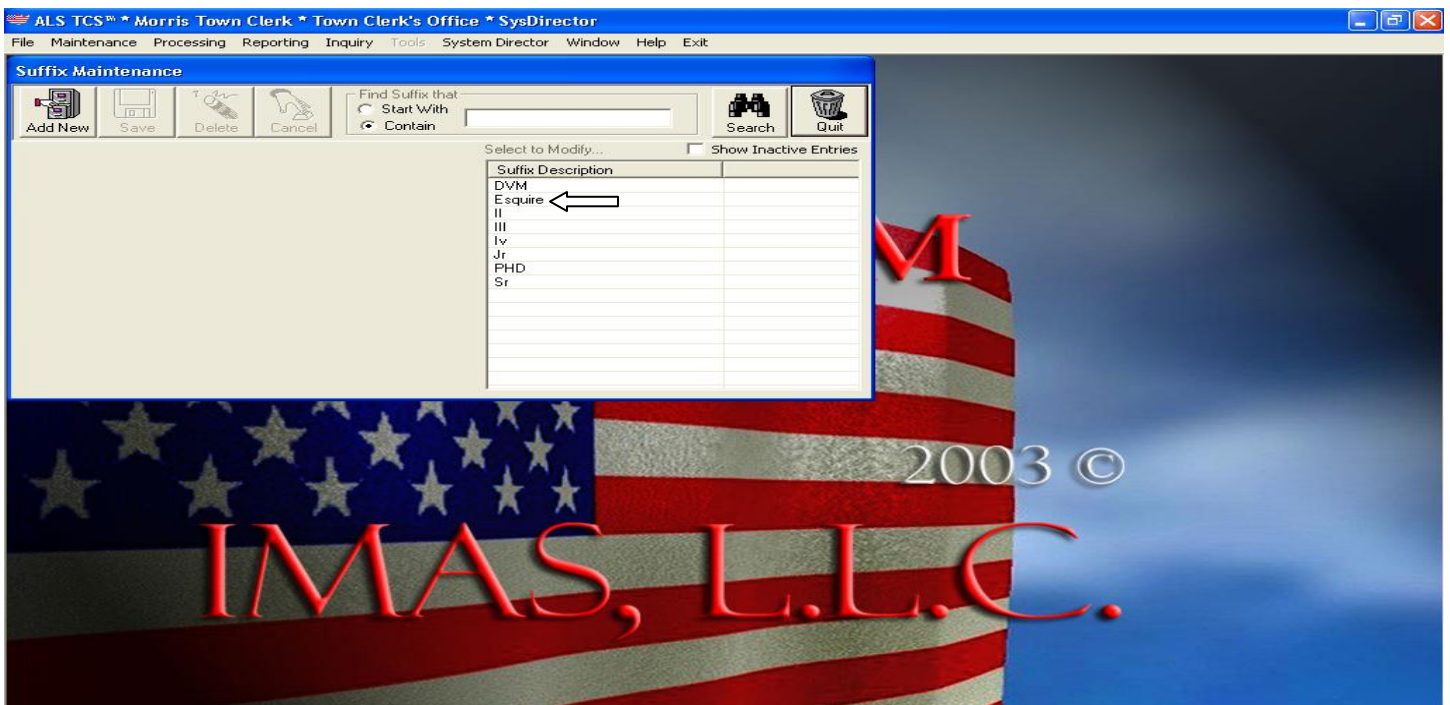 ALS TCS™ * Morris Town Clerk * Town Clerk's Office * SysDirector
File Maintenance Processing Reporting Inquiry Tools System Director Window Help Exit
Suffix Maintenance
Find Suffix that
Start With
Contain
Add New Save Delete Cancel Search Quit
Select to Modify... Show Inactive Entries
Suffix Description
DVM
Esquire
II
III
Iv
Jr
PHD
Sr
M
2003 ©
IMAS, L.L.C.